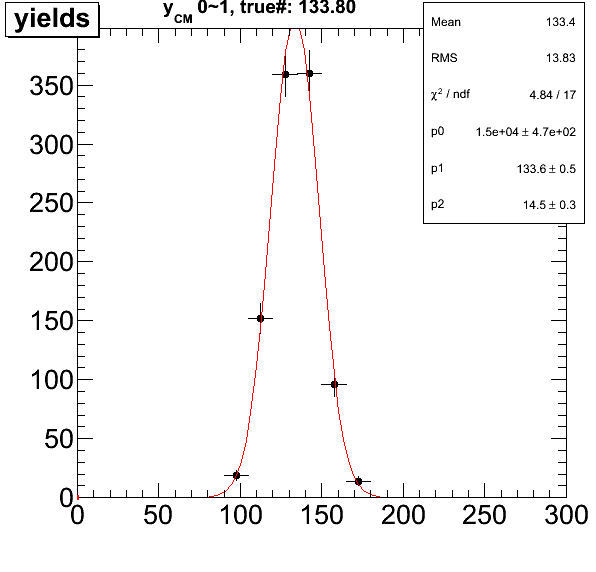 yields
y_CM 0~1, true#: 133.80
Mean 133.4
RMS 13.83
χ² / ndf 4.84 / 17
p0 1.5e+04 ± 4.7e+02
p1 133.6 ± 0.5
p2 14.5 ± 0.3
350
300
250
200
150
100
50
0
0 50 100 150 200 250 300